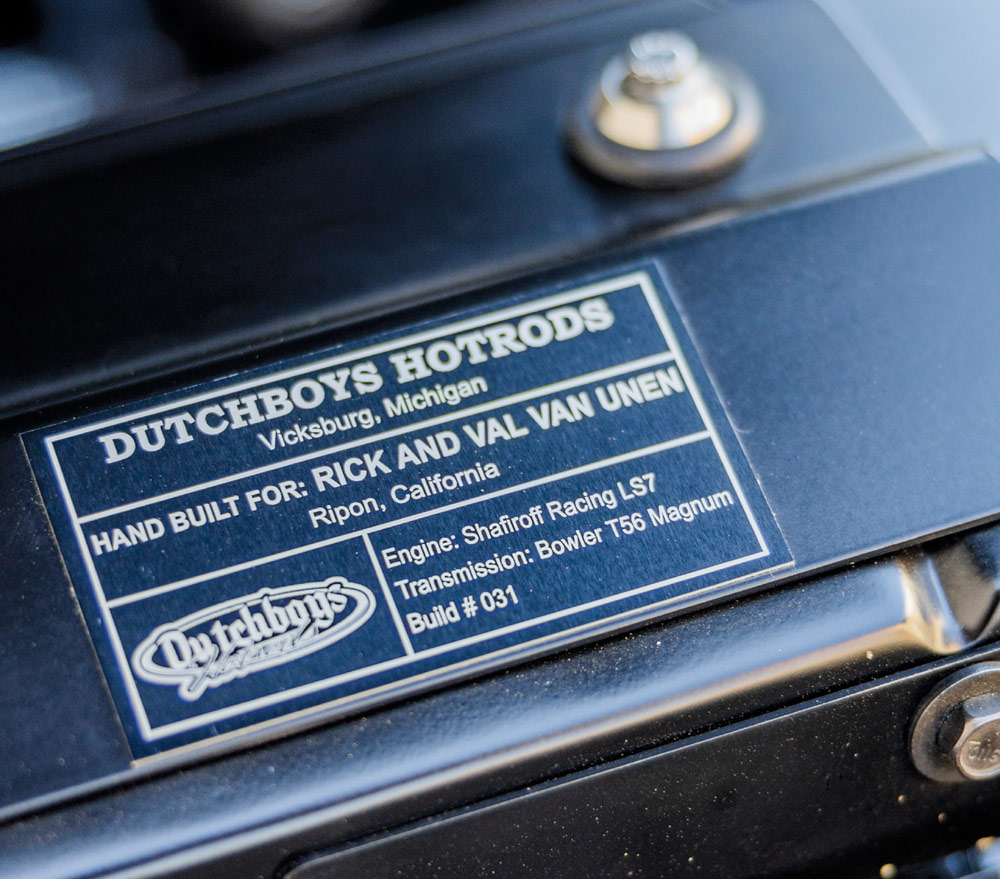 DUTCHBOYS HOTRODS
Vicksburg, Michigan
HAND BUILT FOR: RICK AND VAL VAN UNEN
Ripon, California
Engine: Shafiroff Racing LS7
Transmission: Bowler T56 Magnum
Build # 031
Dutchboys
Hotrods